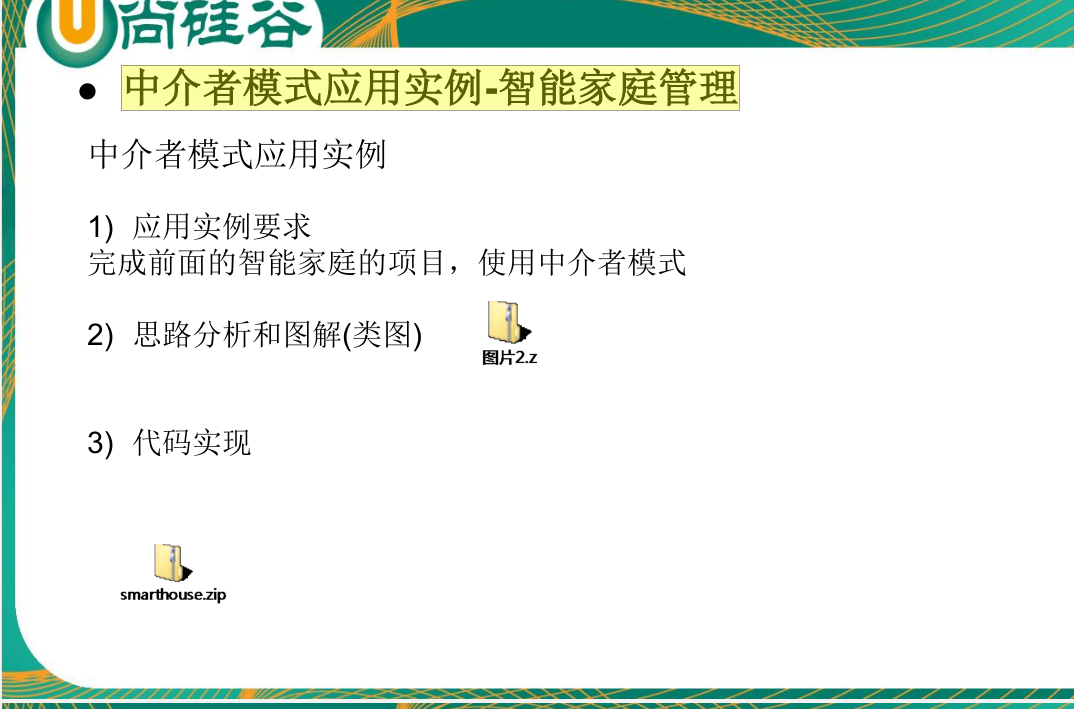 尚硅谷
● 中介者模式应用实例-智能家庭管理
中介者模式应用实例
1) 应用实例要求
完成前面的智能家庭的项目，使用中介者模式
2) 思路分析和图解(类图)
图片2.z
3) 代码实现
smarthouse.zip